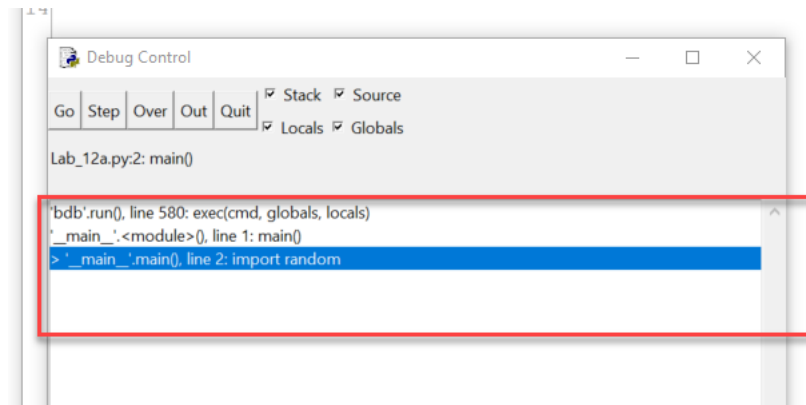 14
Debug Control
Go Step Over Out Quit Stack Source
Locals Globals
Lab_12a.py:2: main()
'bdb'.run(), line 580: exec(cmd, globals, locals)
'__main__'.<module>(), line 1: main()
> '__main__'.main(), line 2: import random